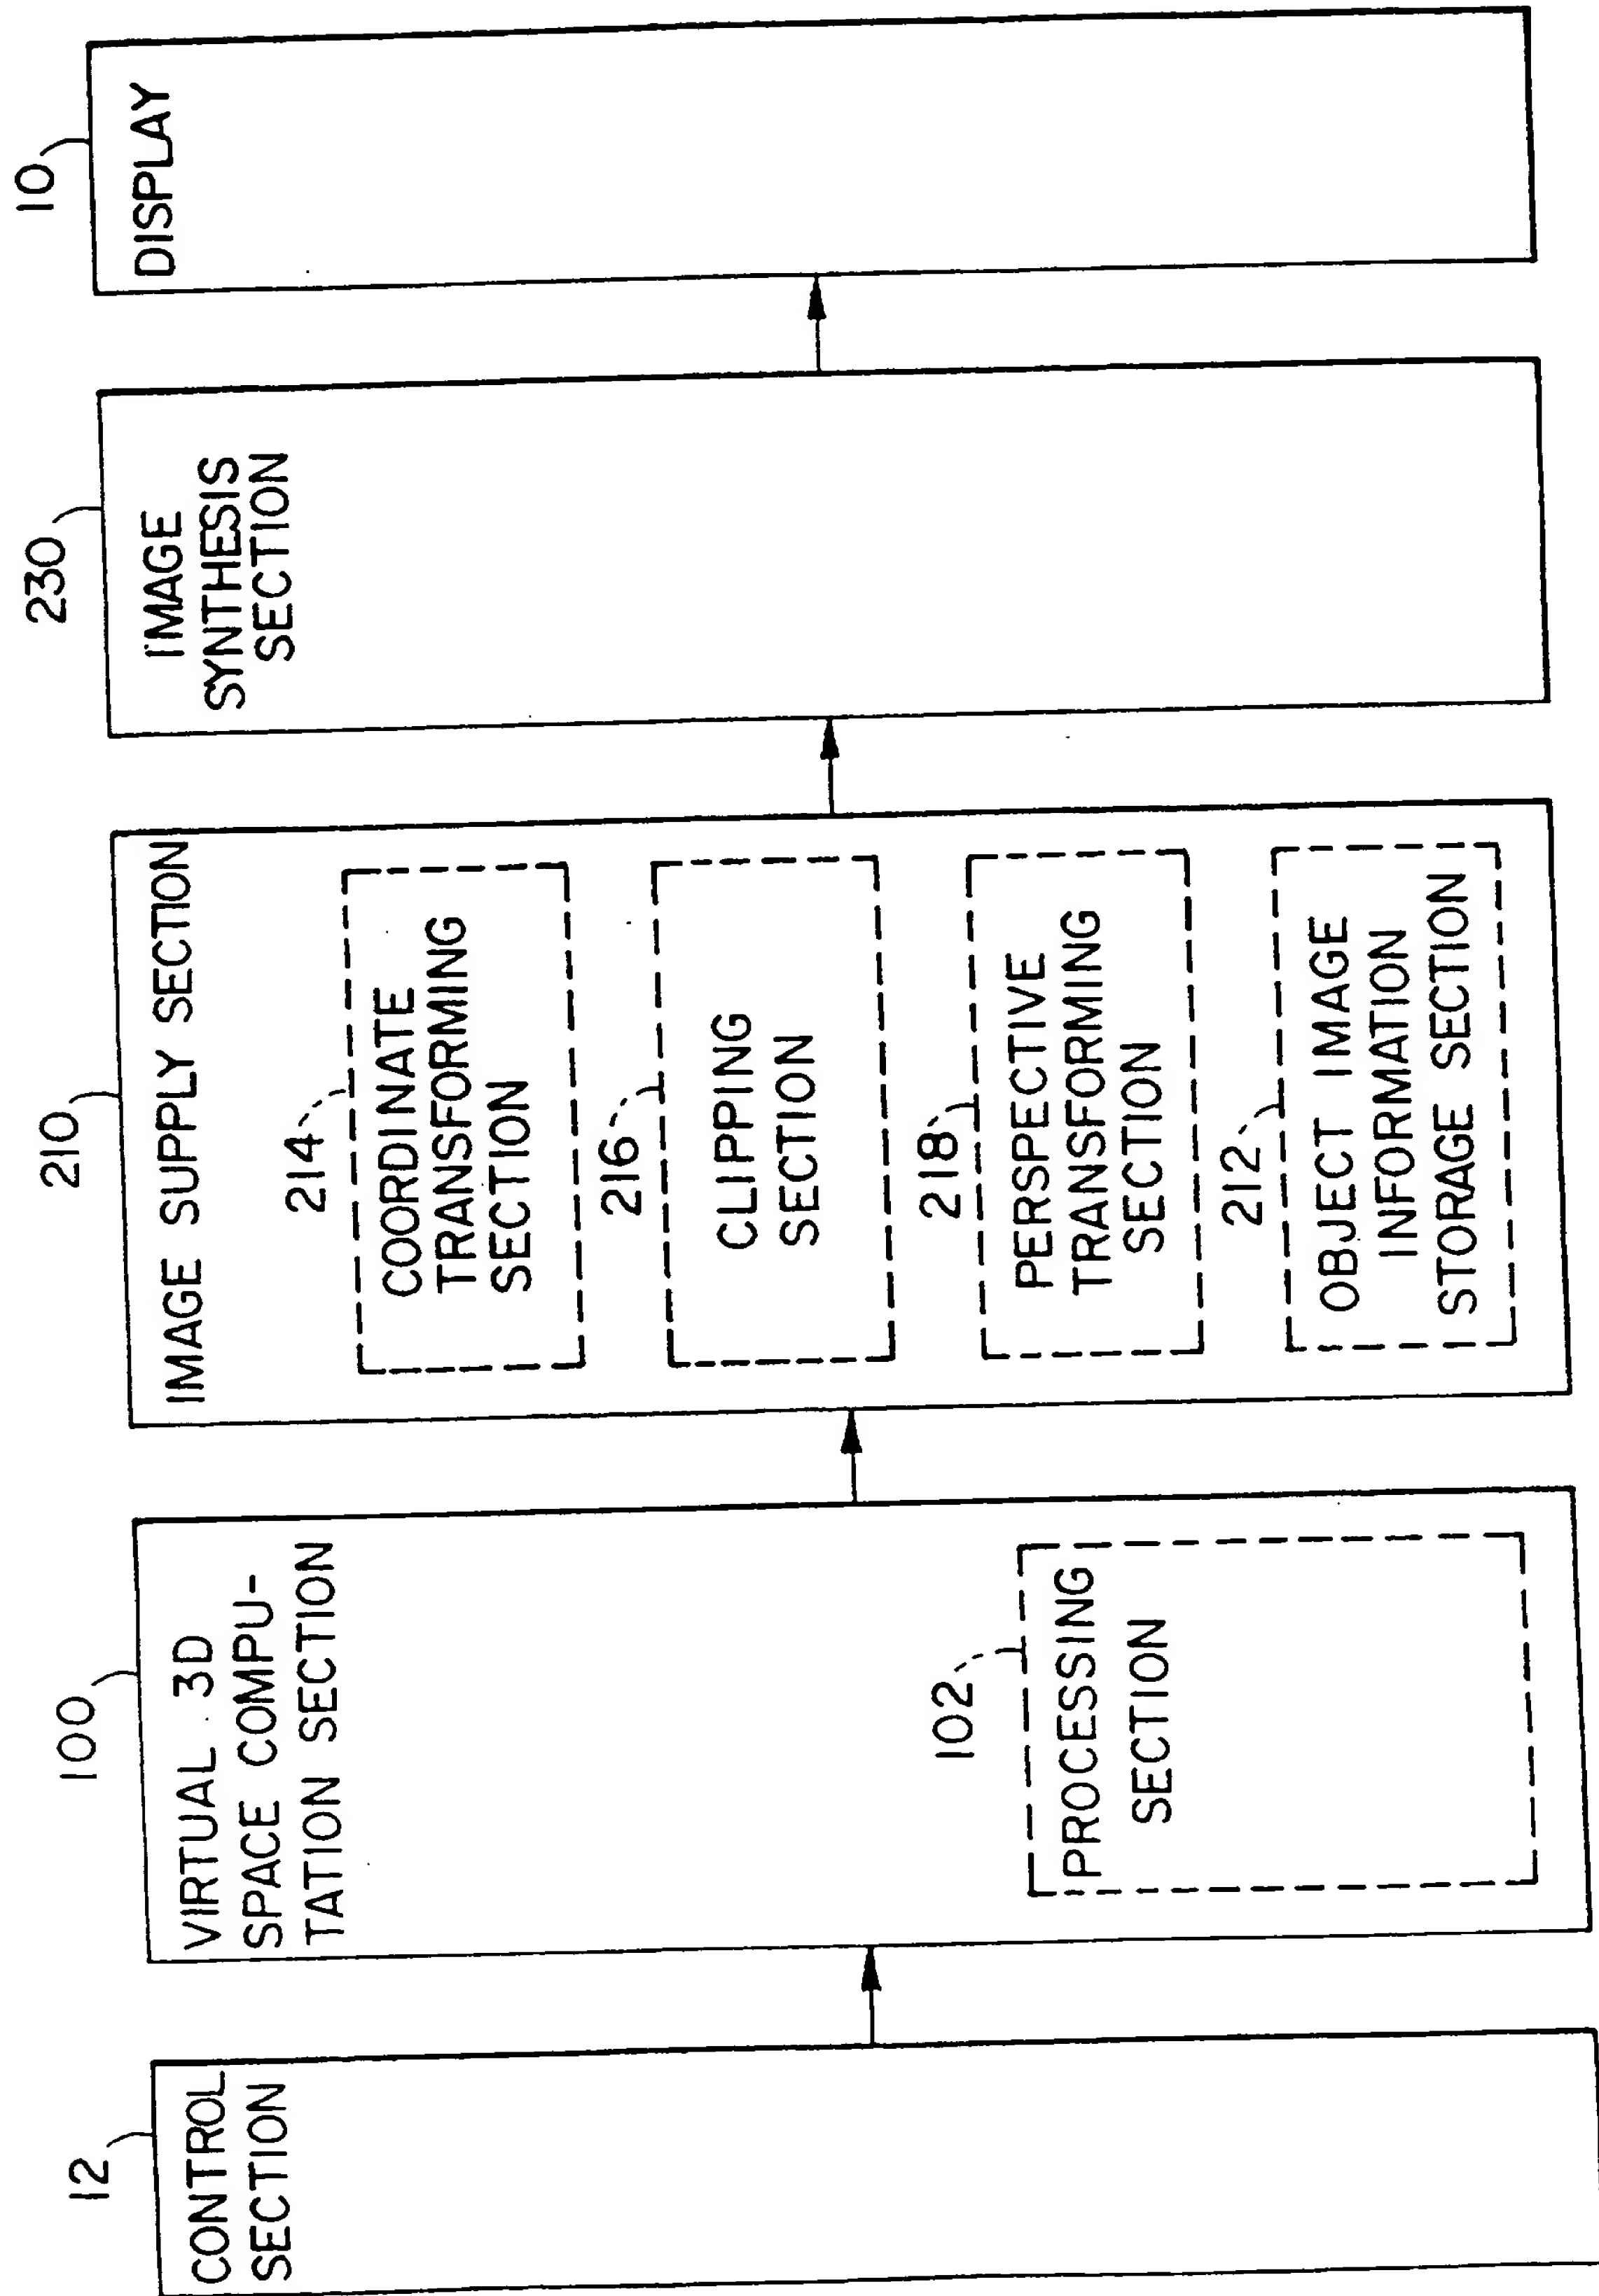 12
CONTROL
SECTION
100
VIRTUAL 3D
SPACE COMPU-
TATION SECTION
102
PROCESSING
SECTION
210
IMAGE SUPPLY SECTION
214
COORDINATE
TRANSFORMING
SECTION
216
CLIPPING
SECTION
218
PERSPECTIVE
TRANSFORMING
SECTION
212
OBJECT IMAGE
INFORMATION
STORAGE SECTION
230
IMAGE
SYNTHESIS
SECTION
10
DISPLAY